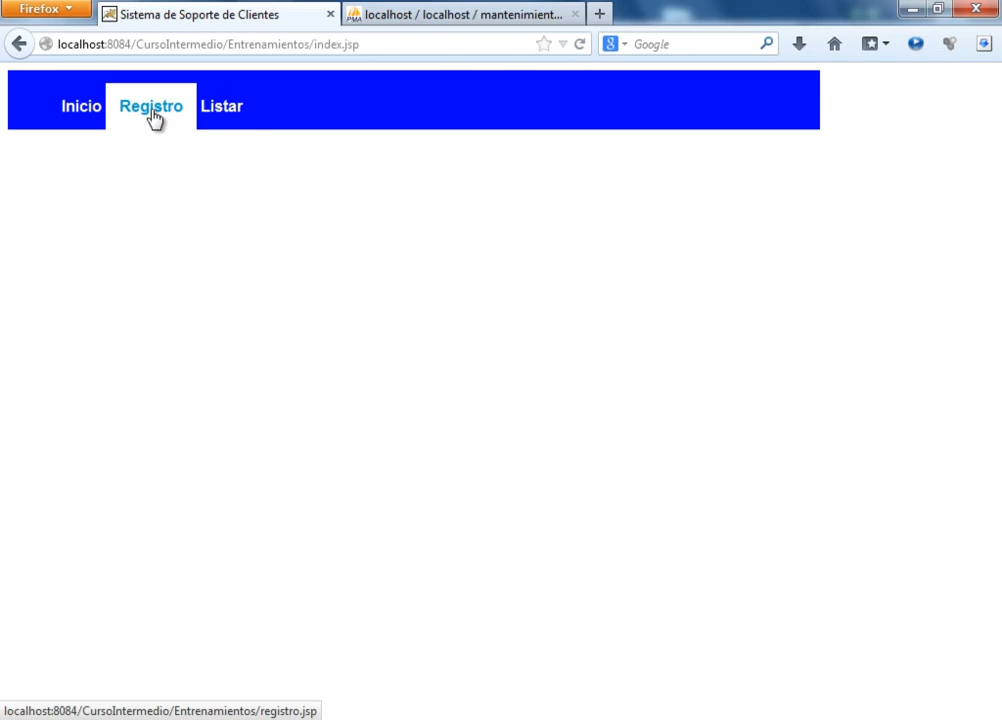 Firefox
Sistema de Soporte de Clientes
localhost / localhost / mantenimient...
localhost:8084/CursoIntermedio/Entrenamientos/index.jsp
8
Google
Inicio
Registro
Listar
localhost:8084/CursoIntermedio/Entrenamientos/registro.jsp